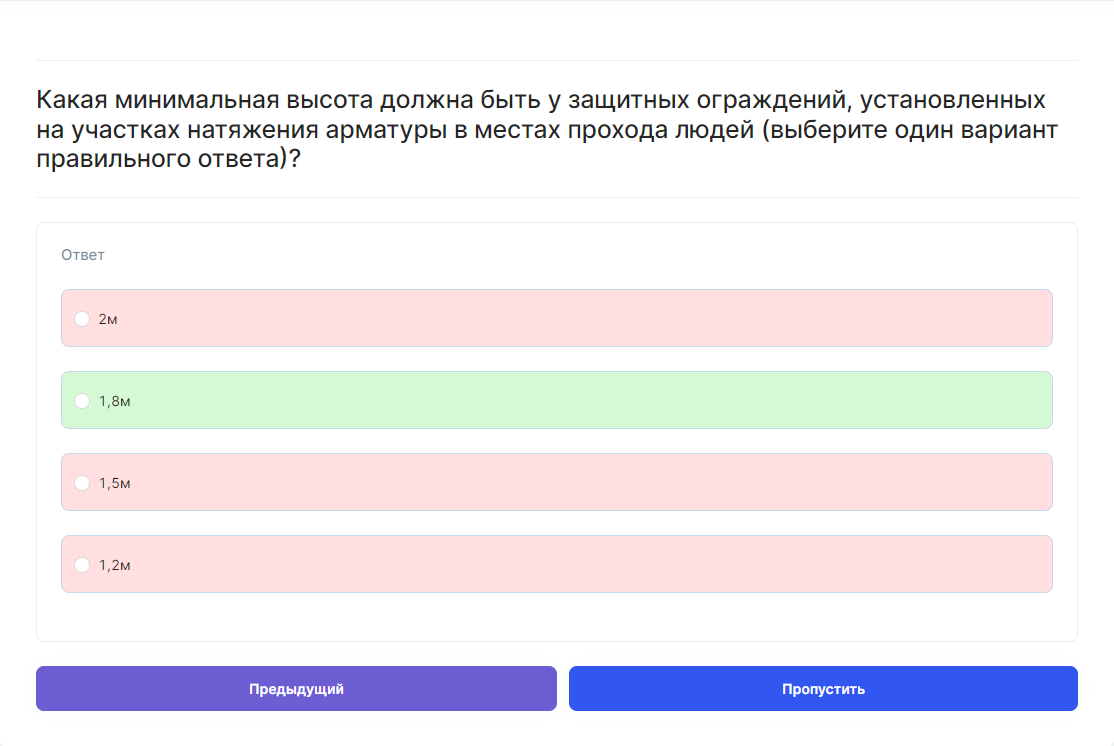 Какая минимальная высота должна быть у защитных ограждений, установленных
на участках натяжения арматуры в местах прохода людей (выберите один вариант
правильного ответа)?
Ответ
2м
1,8м
1,5м
1,2м
Предыдущий
Пропустить